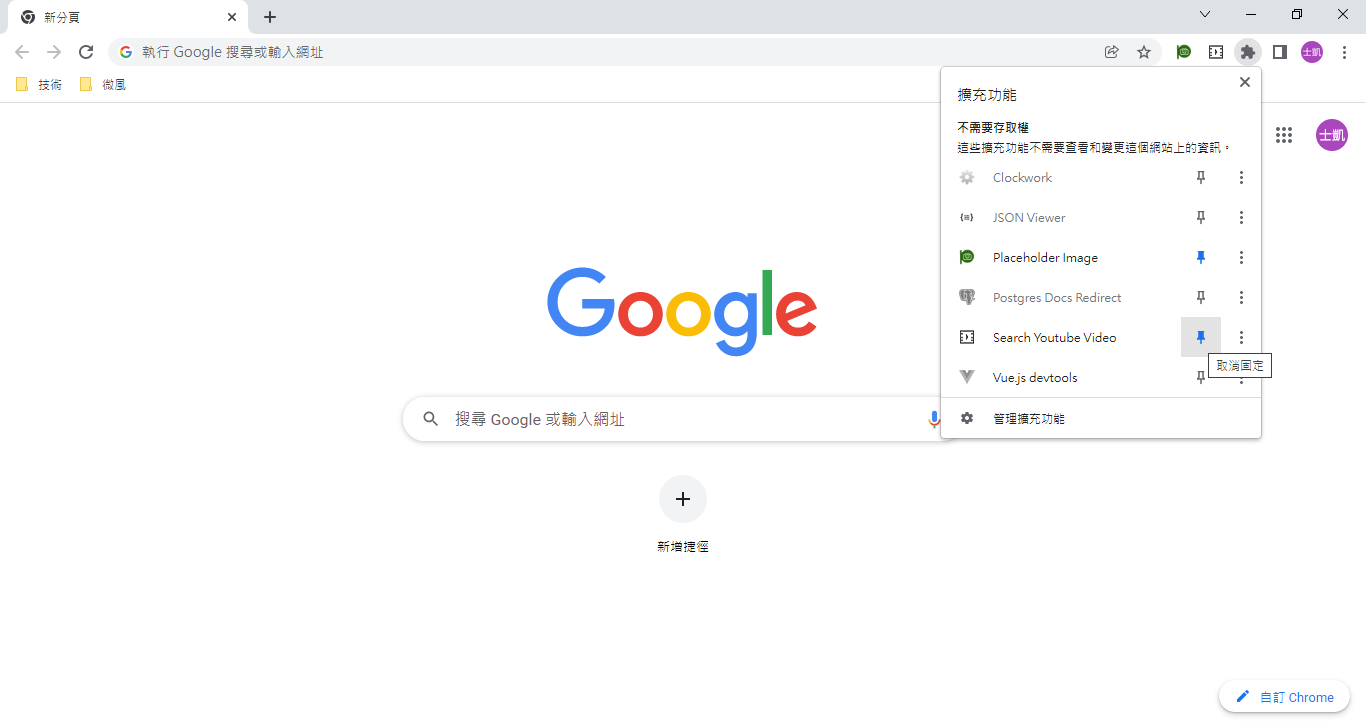 新分頁
執行 Google 搜尋或輸入網址
士凱
技術
微風
擴充功能
不需要存取權
這些擴充功能不需要查看和變更這個網站上的資訊。
士凱
Clockwork
JSON Viewer
Placeholder Image
Postgres Docs Redirect
Search Youtube Video
取消固定
Vue.js devtools
管理擴充功能
Google
搜尋 Google 或輸入網址
新增捷徑
自訂 Chrome